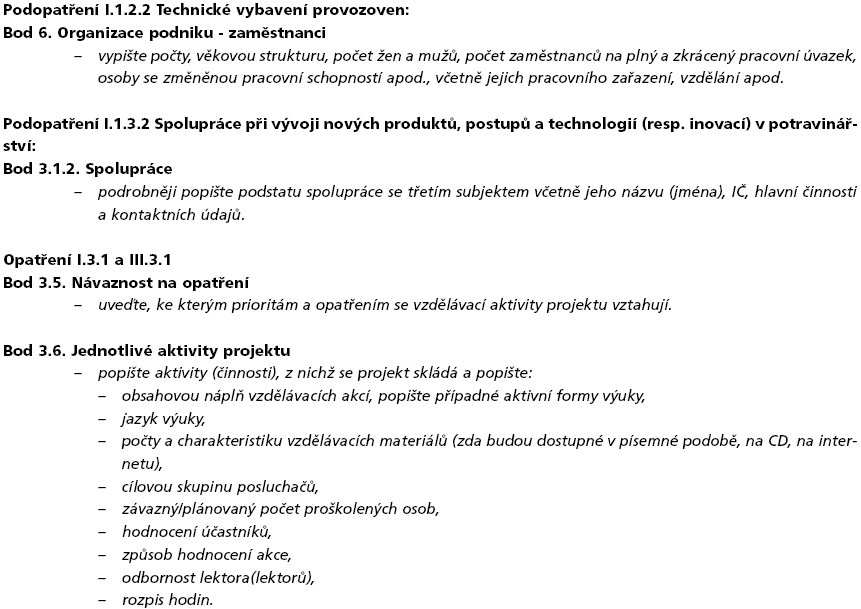 Podopatření I.1.2.2 Technické vybavení provozoven:
Bod 6. Organizace podniku - zaměstnanci
– vypište počty, věkovou strukturu, počet žen a mužů, počet zaměstnanců na plný a zkrácený pracovní úvazek,
osoby se změněnou pracovní schopností apod., včetně jejich pracovního zařazení, vzdělání apod.
Podopatření I.1.3.2 Spolupráce při vývoji nových produktů, postupů a technologií (resp. inovací) v potravinář-
ství:
Bod 3.1.2. Spolupráce
– podrobněji popište podstatu spolupráce se třetím subjektem včetně jeho názvu (jména), IČ, hlavní činnosti
a kontaktních údajů.
Opatření I.3.1 a III.3.1
Bod 3.5. Návaznost na opatření
– uveďte, ke kterým prioritám a opatřením se vzdělávací aktivity projektu vztahují.
Bod 3.6. Jednotlivé aktivity projektu
– popište aktivity (činnosti), z nichž se projekt skládá a popište:
– obsahovou náplň vzdělávacích akcí, popište případné aktivní formy výuky,
– jazyk výuky,
– počty a charakteristiku vzdělávacích materiálů (zda budou dostupné v písemné podobě, na CD, na inter-
netu),
– cílovou skupinu posluchačů,
– závazný/plánovaný počet proškolených osob,
– hodnocení účastníků,
– způsob hodnocení akce,
– odbornost lektora(lektorů),
– rozpis hodin.